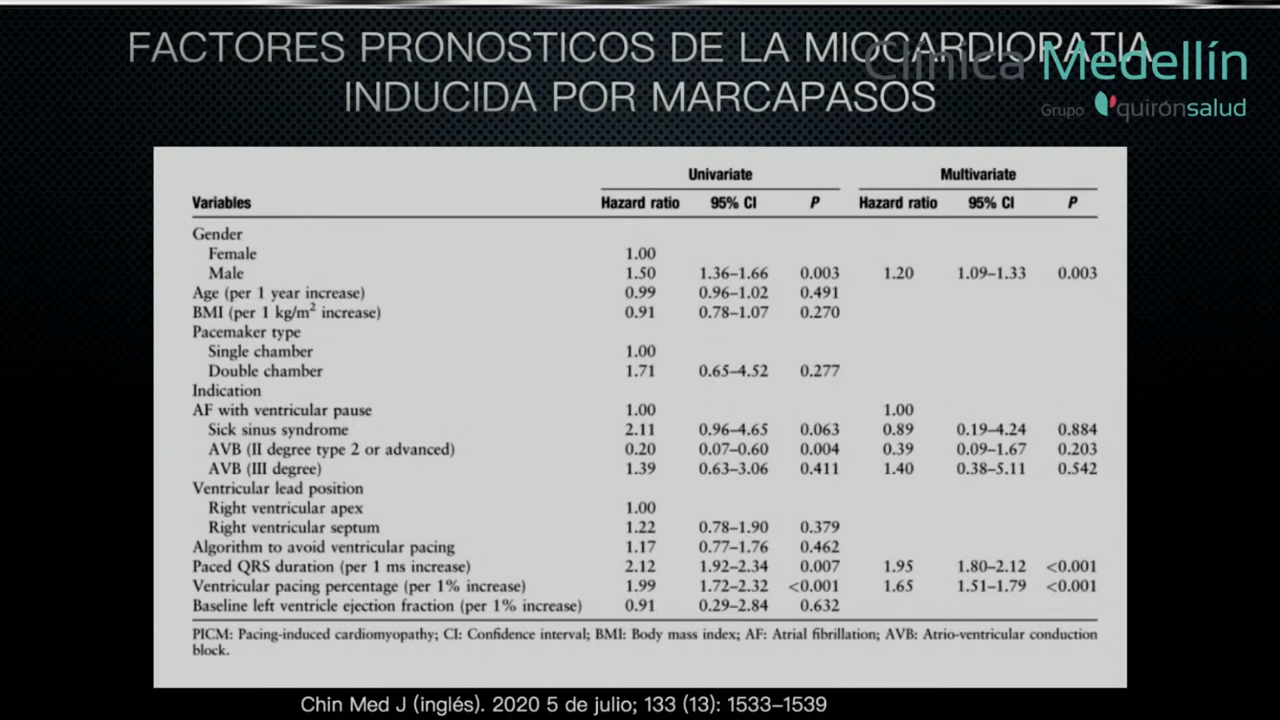 FACTORES PRONOSTICOS DE LA MIOCARDIOPATIA
INDUCIDA POR MARCAPASOS
Clínica Medellín
Grupo quirónsalud
Univariate Multivariate
Variables Hazard ratio 95% CI P Hazard ratio 95% CI P
Gender
Female 1.00
Male 1.50 1.36–1.66 0.003 1.20 1.09–1.33 0.003
Age (per 1 year increase) 0.99 0.96–1.02 0.491
BMI (per 1 kg/m² increase) 0.91 0.78–1.07 0.270
Pacemaker type
Single chamber 1.00
Double chamber 1.71 0.65–4.52 0.277
Indication
AF with ventricular pause 1.00 1.00
Sick sinus syndrome 2.11 0.96–4.65 0.063 0.89 0.19–4.24 0.884
AVB (II degree type 2 or advanced) 0.20 0.07–0.60 0.004 0.39 0.09–1.67 0.203
AVB (III degree) 1.39 0.63–3.06 0.411 1.40 0.38–5.11 0.542
Ventricular lead position
Right ventricular apex 1.00
Right ventricular septum 1.22 0.78–1.90 0.379
Algorithm to avoid ventricular pacing 1.17 0.77–1.76 0.462
Paced QRS duration (per 1 ms increase) 2.12 1.92–2.34 0.007 1.95 1.80–2.12 <0.001
Ventricular pacing percentage (per 1% increase) 1.99 1.72–2.32 <0.001 1.65 1.51–1.79 <0.001
Baseline left ventricle ejection fraction (per 1% increase) 0.91 0.29–2.84 0.632
PICM: Pacing-induced cardiomyopathy; CI: Confidence interval; BMI: Body mass index; AF: Atrial fibrillation; AVB: Atrio-ventricular conduction
block.
Chin Med J (inglés). 2020 5 de julio; 133 (13): 1533–1539